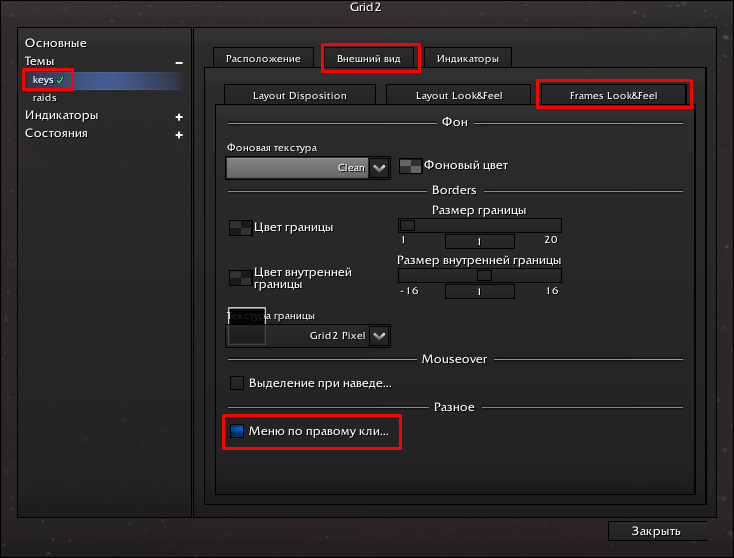 Grid2
Основные
Темы
keys
raids
Индикаторы
Состояния
Расположение
Внешний вид
Индикаторы
Layout Disposition
Layout Look&Feel
Frames Look&Feel
Фон
Фоновая текстура
Clean
Фоновый цвет
Borders
Размер границы
Цвет границы
1 1 20
Размер внутренней границы
Цвет внутренней
границы
-16 1 16
Текстура границы
Grid2 Pixel
Mouseover
Выделение при наведе...
Разное
Меню по правому кли...
Закрыть